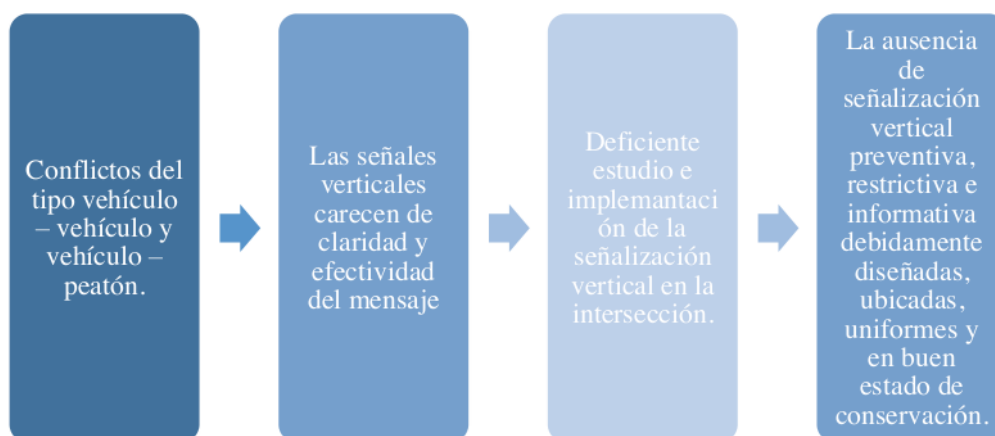 Conflictos del
tipo vehículo
– vehículo y
vehículo –
peatón.
Las señales
verticales
carecen de
claridad y
efectividad
del mensaje
Deficiente
estudio e
implemantaci
ón de la
señalización
vertical en la
intersección.
La ausencia
de
señalización
vertical
preventiva,
restrictiva e
informativa
debidamente
diseñadas,
ubicadas,
uniformes y
en buen
estado de
conservación.